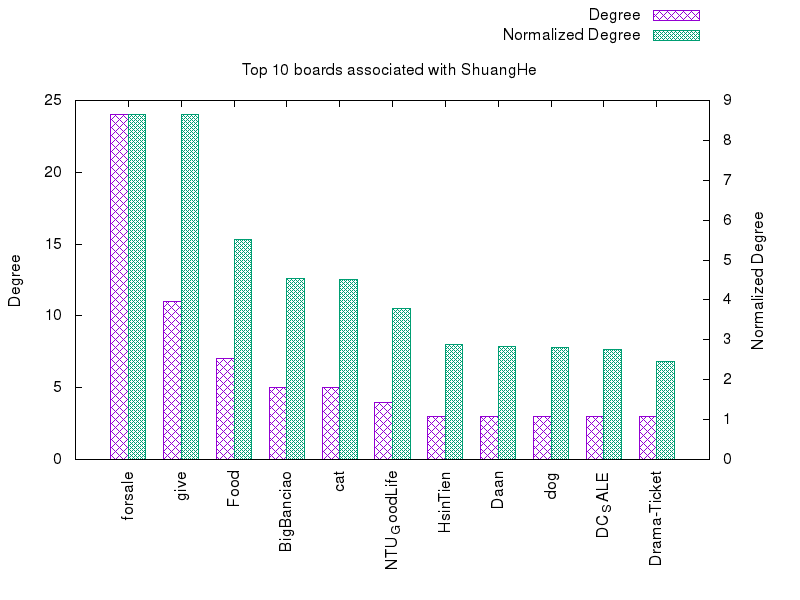 Degree
Normalized Degree
Top 10 boards associated with ShuangHe
25
20
15
10
5
0
9
8
7
6
5
4
3
2
1
0
Degree
Normalized Degree
forsale
give
Food
BigBanciao
cat
NTU_GoodLife
HsinTien
Daan
dog
DC_SALE
Drama-Ticket